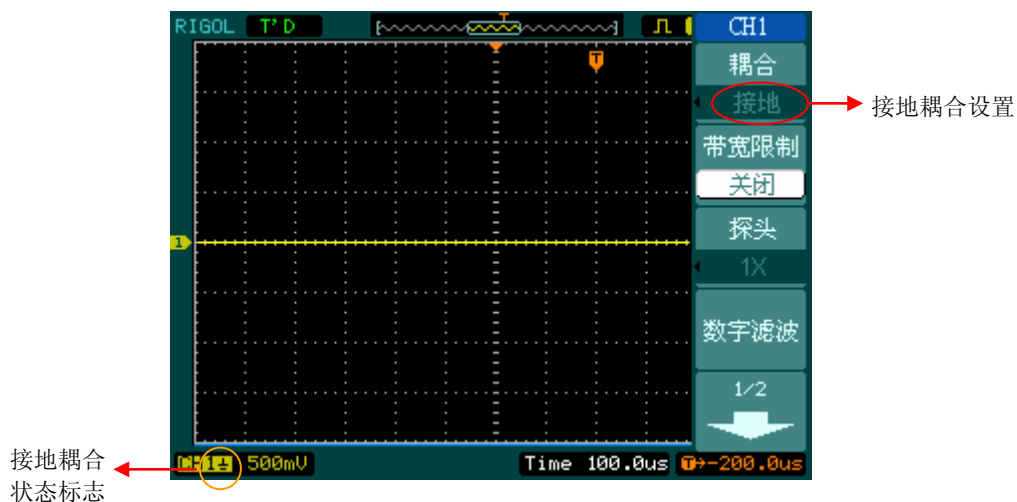 RIGOL T'D T CH1
耦合
接地
接地耦合设置
带宽限制
关闭
T
探头
1X
1
数字滤波
1/2
接地耦合
状态标志
CH1 500mV Time 100.0us T→-200.0us